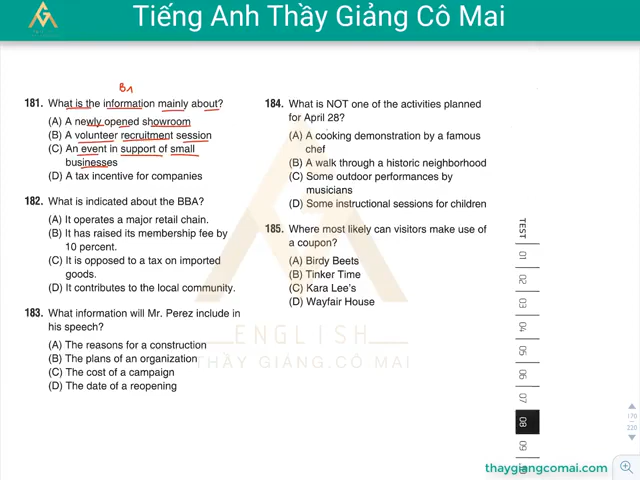 Tiếng Anh Thầy Giảng Cô Mai
B1
181. What is the information mainly about?
(A) A newly opened showroom
(B) A volunteer recruitment session
(C) An event in support of small
businesses
(D) A tax incentive for companies
182. What is indicated about the BBA?
(A) It operates a major retail chain.
(B) It has raised its membership fee by
10 percent.
(C) It is opposed to a tax on imported
goods.
(D) It contributes to the local community.
183. What information will Mr. Perez include in
his speech?
(A) The reasons for a construction
(B) The plans of an organization
(C) The cost of a campaign
(D) The date of a reopening
184. What is NOT one of the activities planned
for April 28?
(A) A cooking demonstration by a famous
chef
(B) A walk through a historic neighborhood
(C) Some outdoor performances by
musicians
(D) Some instructional sessions for children
185. Where most likely can visitors make use of
a coupon?
(A) Birdy Beets
(B) Tinker Time
(C) Kara Lee's
(D) Wayfair House
ENGLISH
THẦY GIẢNG.CÔ MAI
TEST
01
02
03
04
05
06
07
08
09
170
220
thaygiangcomai.com